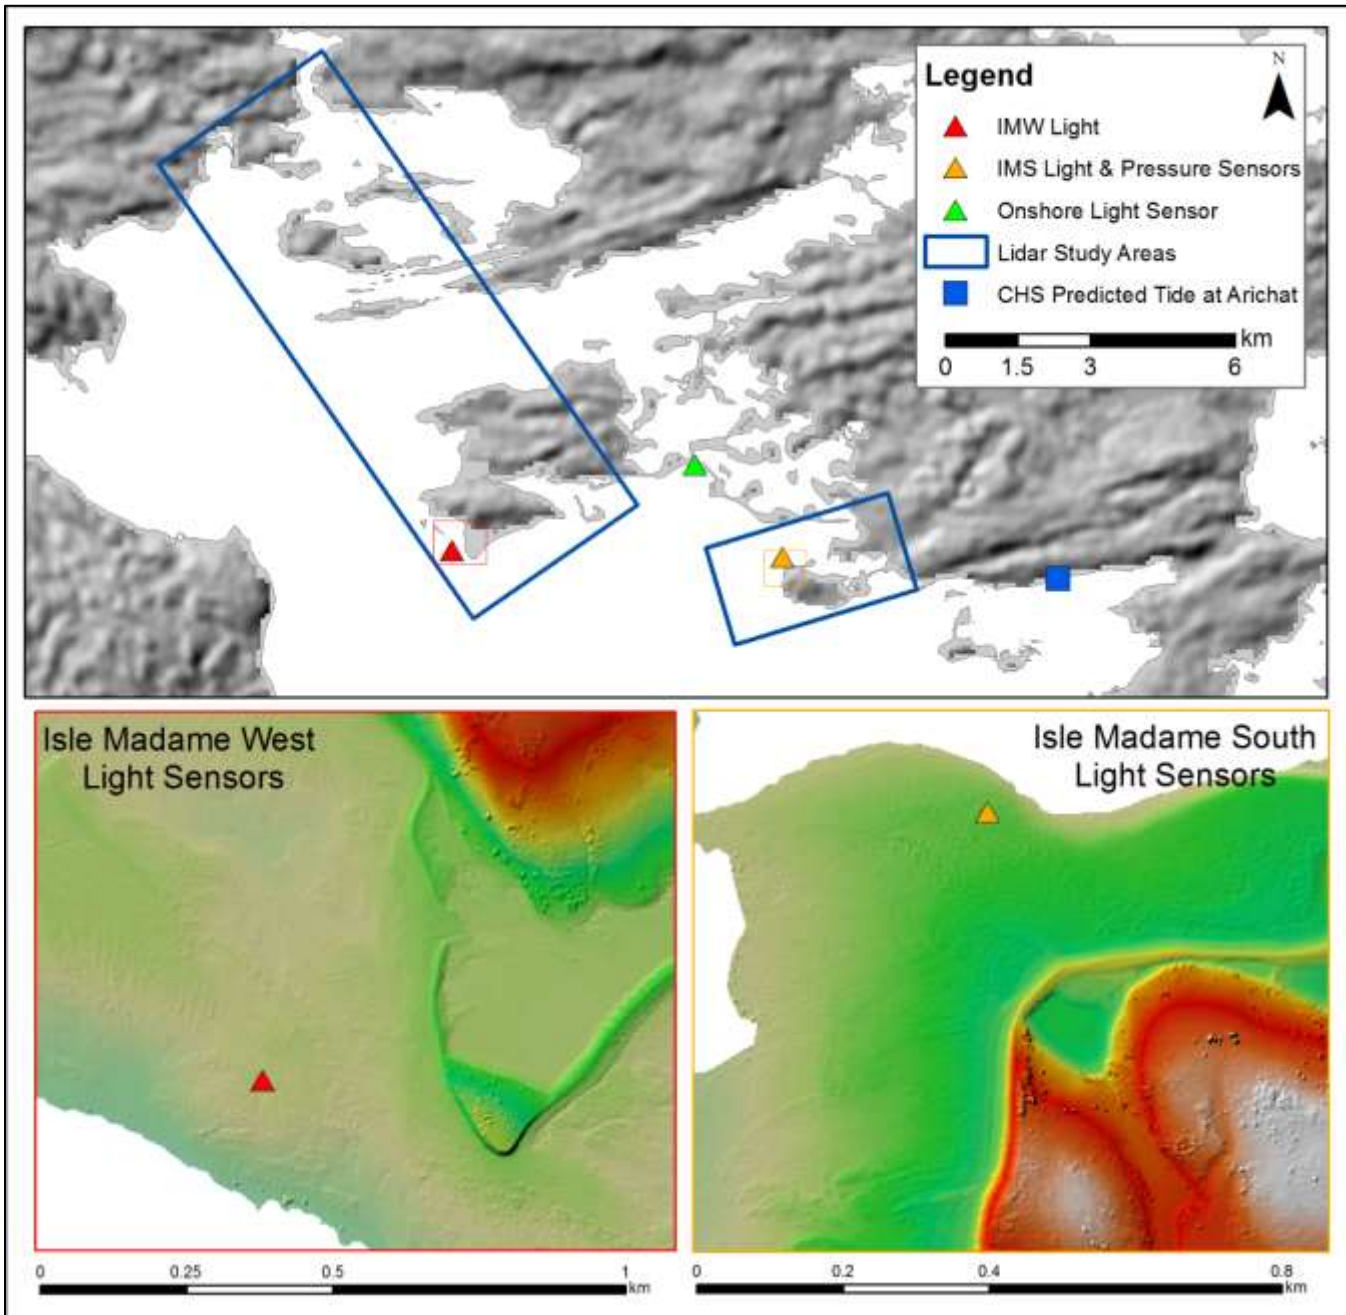 Legend
N
IMW Light
IMS Light & Pressure Sensors
Onshore Light Sensor
Lidar Study Areas
CHS Predicted Tide at Arichat
km
0 1.5 3 6
Isle Madame West
Light Sensors
Isle Madame South
Light Sensors
0 0.25 0.5 1
km
0 0.2 0.4 0.8
km